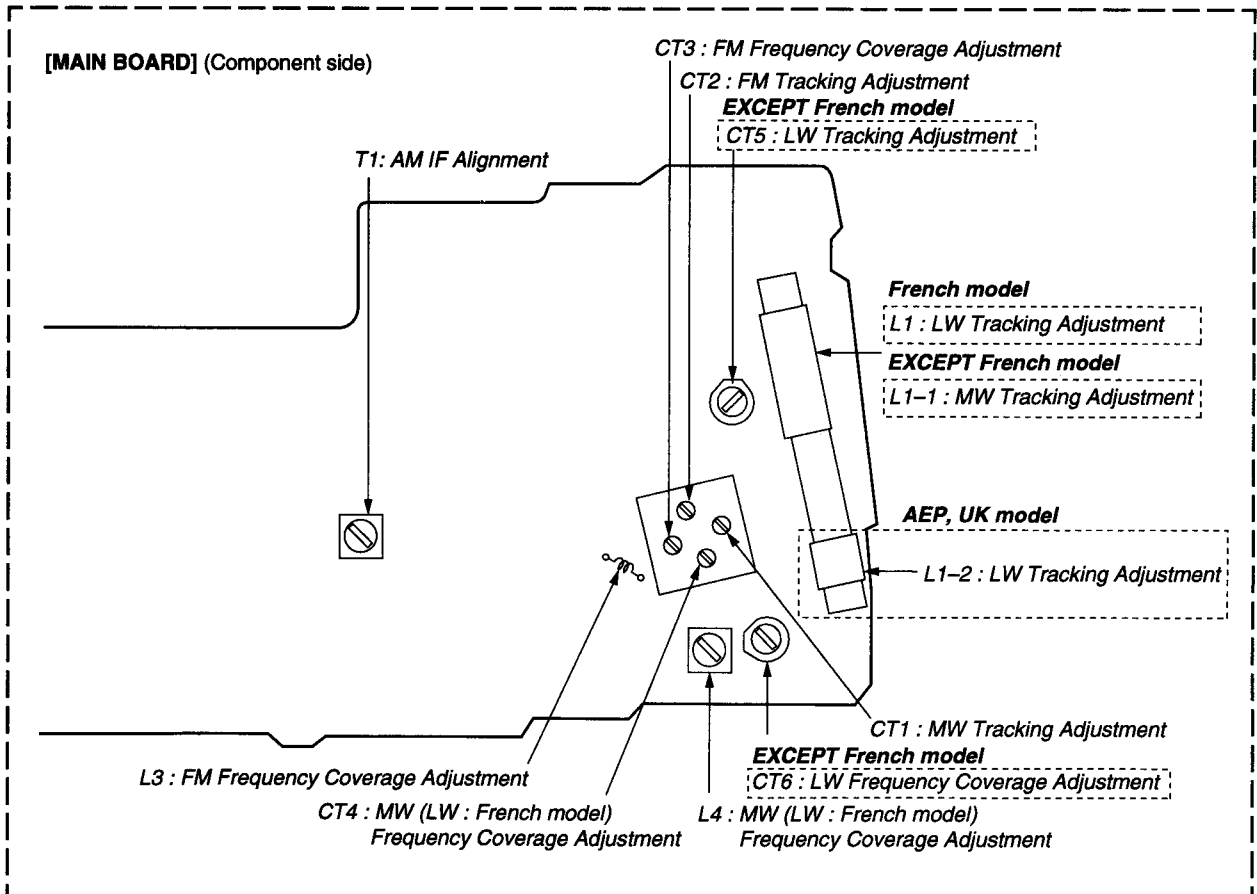 [MAIN BOARD] (Component side)
CT3 : FM Frequency Coverage Adjustment
CT2 : FM Tracking Adjustment
EXCEPT French model
CT5 : LW Tracking Adjustment
T1: AM IF Alignment
French model
L1 : LW Tracking Adjustment
EXCEPT French model
L1–1 : MW Tracking Adjustment
AEP, UK model
L1–2 : LW Tracking Adjustment
CT1 : MW Tracking Adjustment
EXCEPT French model
CT6 : LW Frequency Coverage Adjustment
L3 : FM Frequency Coverage Adjustment
CT4 : MW (LW : French model)
Frequency Coverage Adjustment
L4 : MW (LW : French model)
Frequency Coverage Adjustment